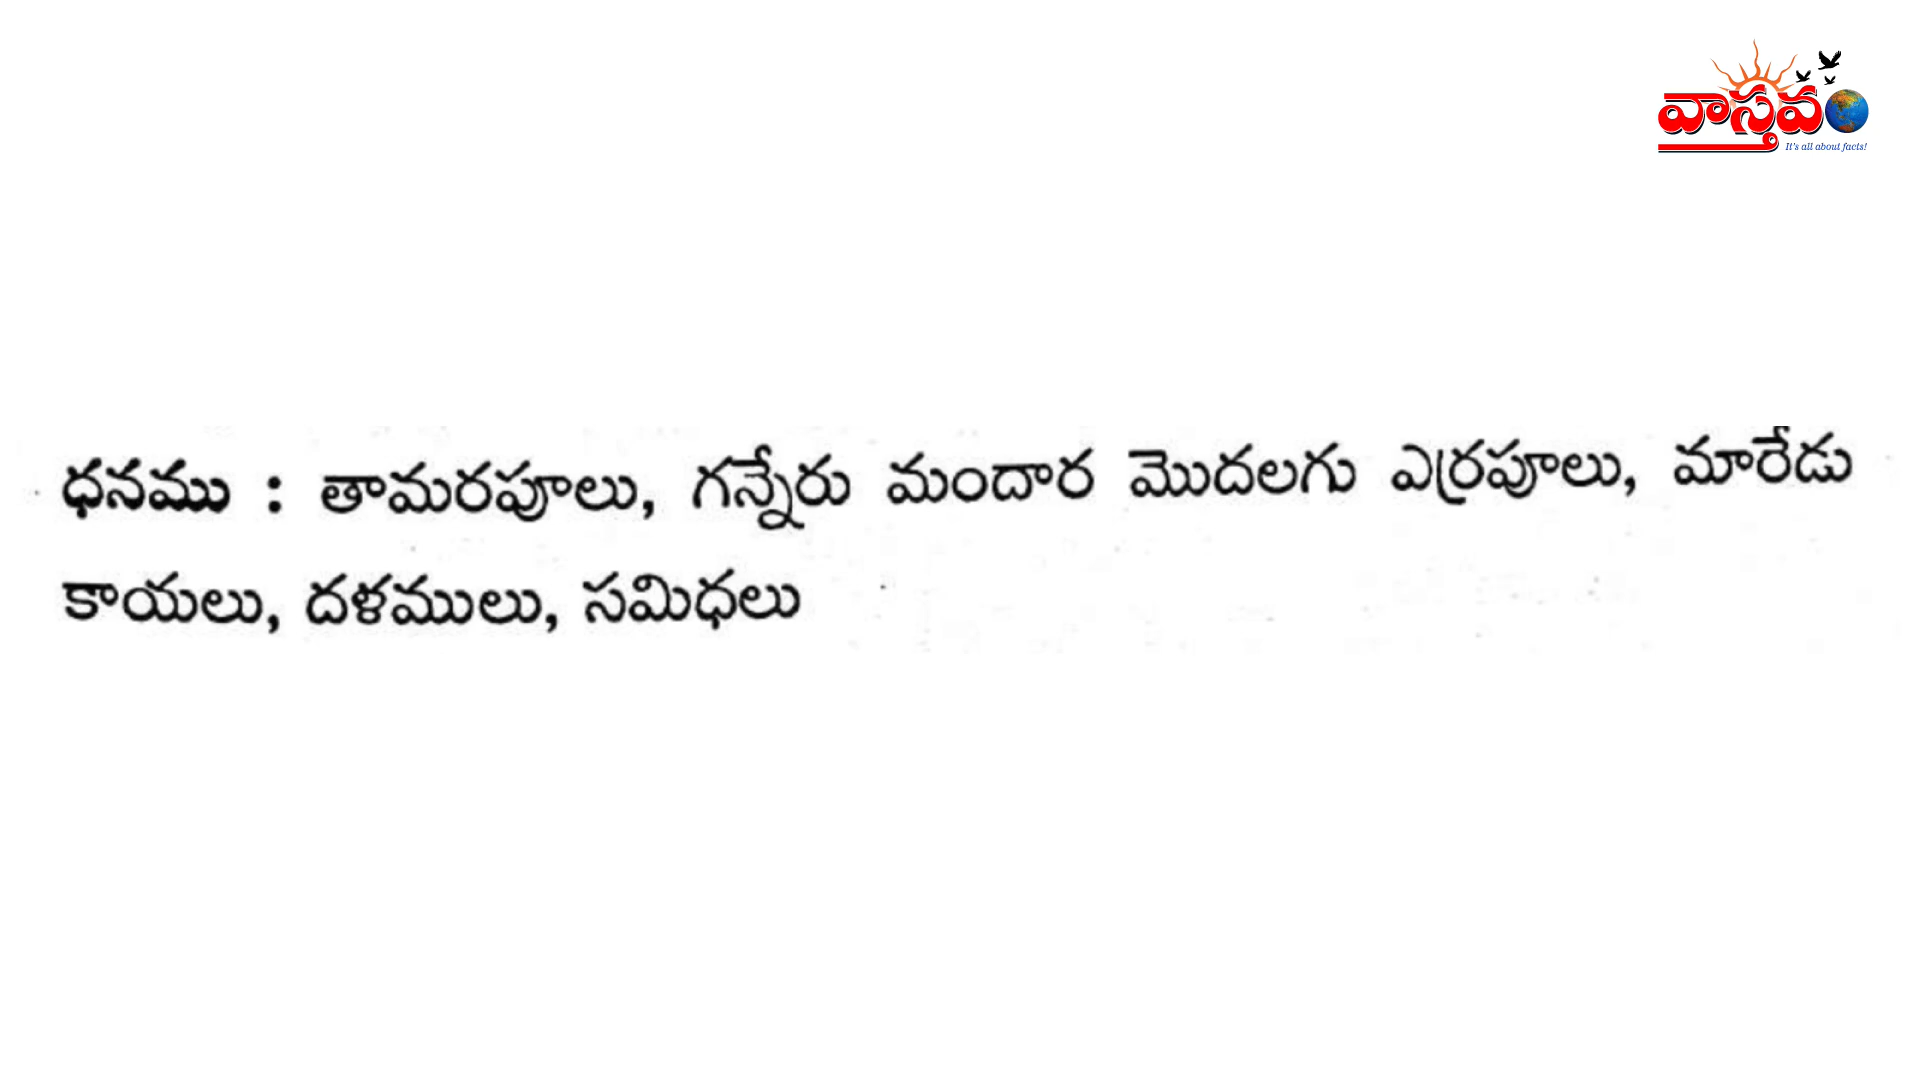 వాస్తవం
It's all about facts!
ధనము : తామరపూలు, గన్నేరు మందార మొదలగు ఎర్రపూలు, మారేడు
కాయలు, దళములు, సమిధలు